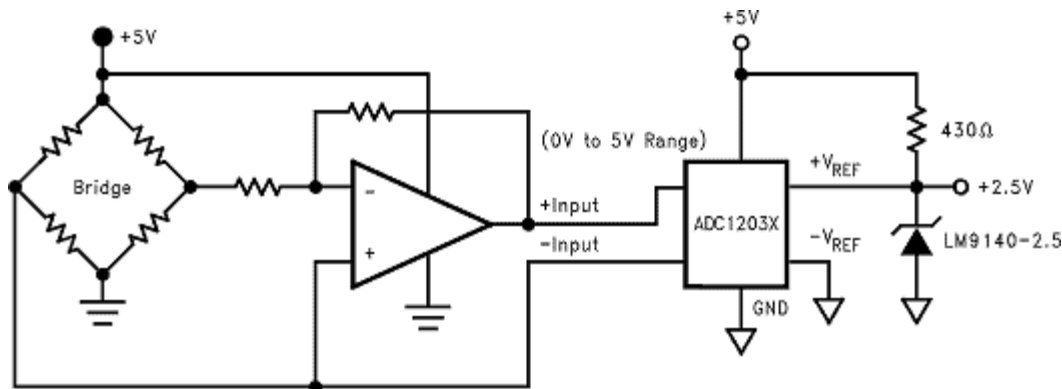 +5V
+5V
(0V to 5V Range)
430Ω
Bridge
-
+VREF
+2.5V
+Input
ADC1203X
-Input
-VREF
LM9140-2.5
+
GND